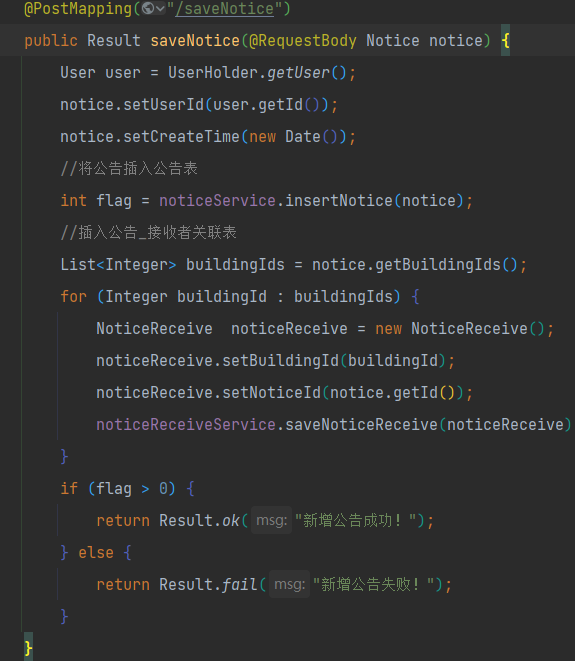 @PostMapping("/saveNotice")
public Result saveNotice(@RequestBody Notice notice) {
User user = UserHolder.getUser();
notice.setUserId(user.getId());
notice.setCreateTime(new Date());
//将公告插入公告表
int flag = noticeService.insertNotice(notice);
//插入公告_接收者关联表
List<Integer> buildingIds = notice.getBuildingIds();
for (Integer buildingId : buildingIds) {
NoticeReceive  noticeReceive = new NoticeReceive();
noticeReceive.setBuildingId(buildingId);
noticeReceive.setNoticeId(notice.getId());
noticeReceiveService.saveNoticeReceive(noticeReceive)
}
if (flag > 0) {
return Result.ok( msg: "新增公告成功！");
} else {
return Result.fail( msg: "新增公告失败！");
}
}